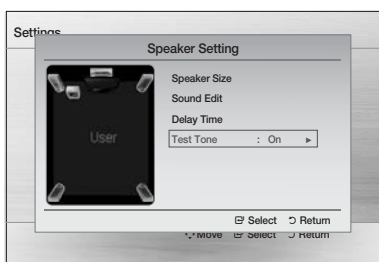 Settings
Speaker Setting
Speaker Size
Sound Edit
Delay Time
Test Tone : On ►
User
Select Return
Move Select Return